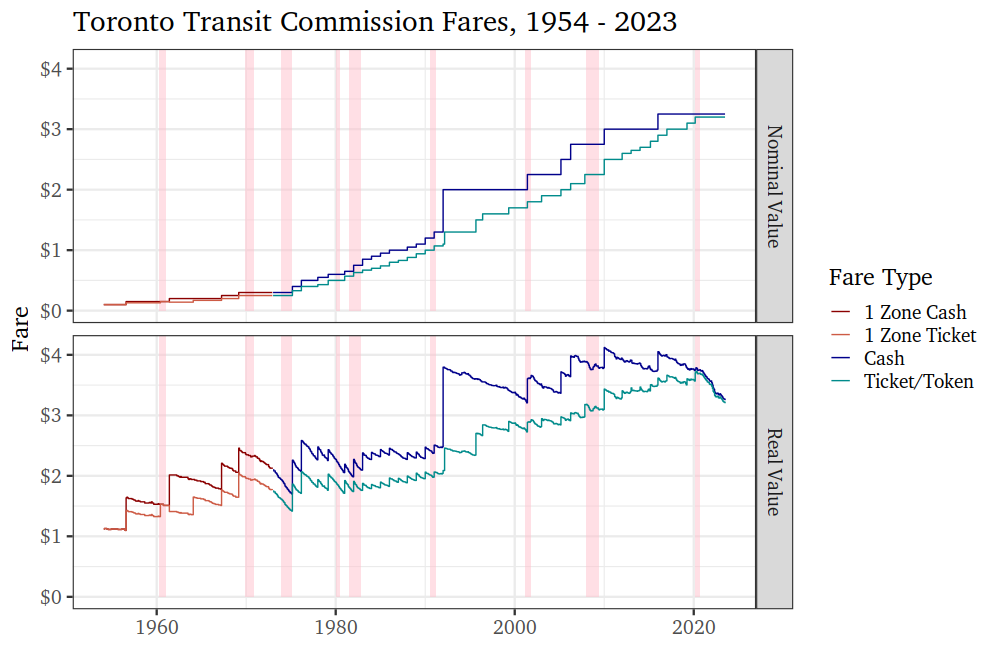 Toronto Transit Commission Fares, 1954 - 2023
Fare
$4
$3
$2
$1
$0
Nominal Value
$4
$3
$2
$1
$0
Real Value
1960
1980
2000
2020
Fare Type
1 Zone Cash
1 Zone Ticket
Cash
Ticket/Token